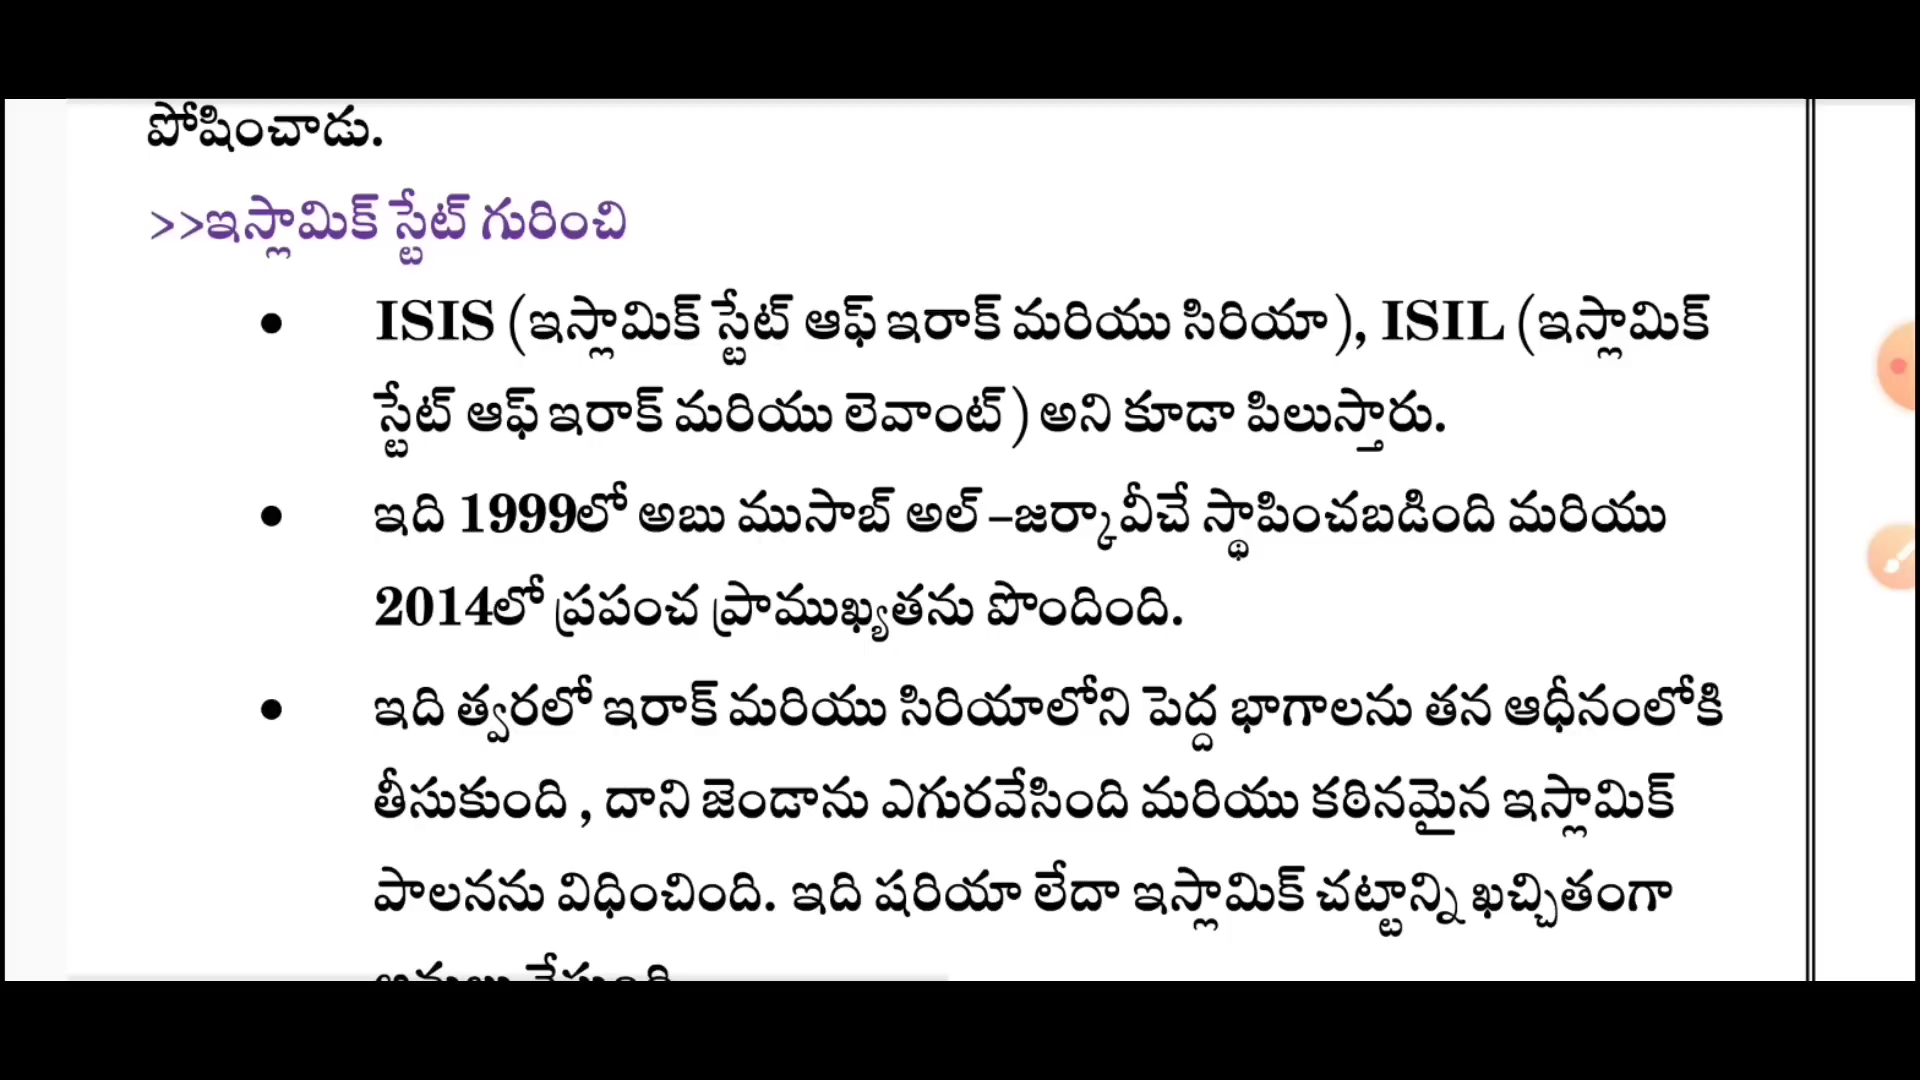 పోషించాడు.
>>ఇస్లామిక్ స్టేట్ గురించి
• ISIS (ఇస్లామిక్ స్టేట్ ఆఫ్ ఇరాక్ మరియు సిరియా), ISIL (ఇస్లామిక్
స్టేట్ ఆఫ్ ఇరాక్ మరియు లెవాంట్) అని కూడా పిలుస్తారు.
• ఇది 1999లో అబు ముసాబ్ అల్-జర్కావీచే స్థాపించబడింది మరియు
2014లో ప్రపంచ ప్రాముఖ్యతను పొందింది.
• ఇది త్వరలో ఇరాక్ మరియు సిరియాలోని పెద్ద భాగాలను తన ఆధీనంలోకి
తీసుకుంది , దాని జెండాను ఎగురవేసింది మరియు కఠినమైన ఇస్లామిక్
పాలనను విధించింది. ఇది షరియా లేదా ఇస్లామిక్ చట్టాన్ని ఖచ్చితంగా